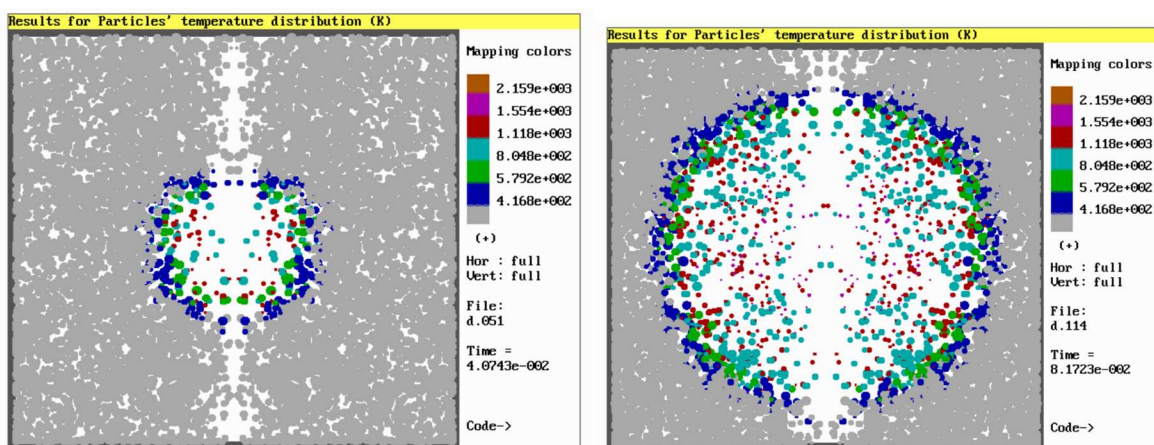 Results for Particles' temperature distribution (K)
Mapping colors
2.159e+003
1.554e+003
1.118e+003
8.048e+002
5.792e+002
4.168e+002
(+)
Hor : full
Vert: full
File:
d.051
Time =
4.0743e-002
Code->
Results for Particles' temperature distribution (K)
Mapping colors
2.159e+003
1.554e+003
1.118e+003
8.048e+002
5.792e+002
4.168e+002
(+)
Hor : full
Vert: full
File:
d.114
Time =
8.1723e-002
Code->